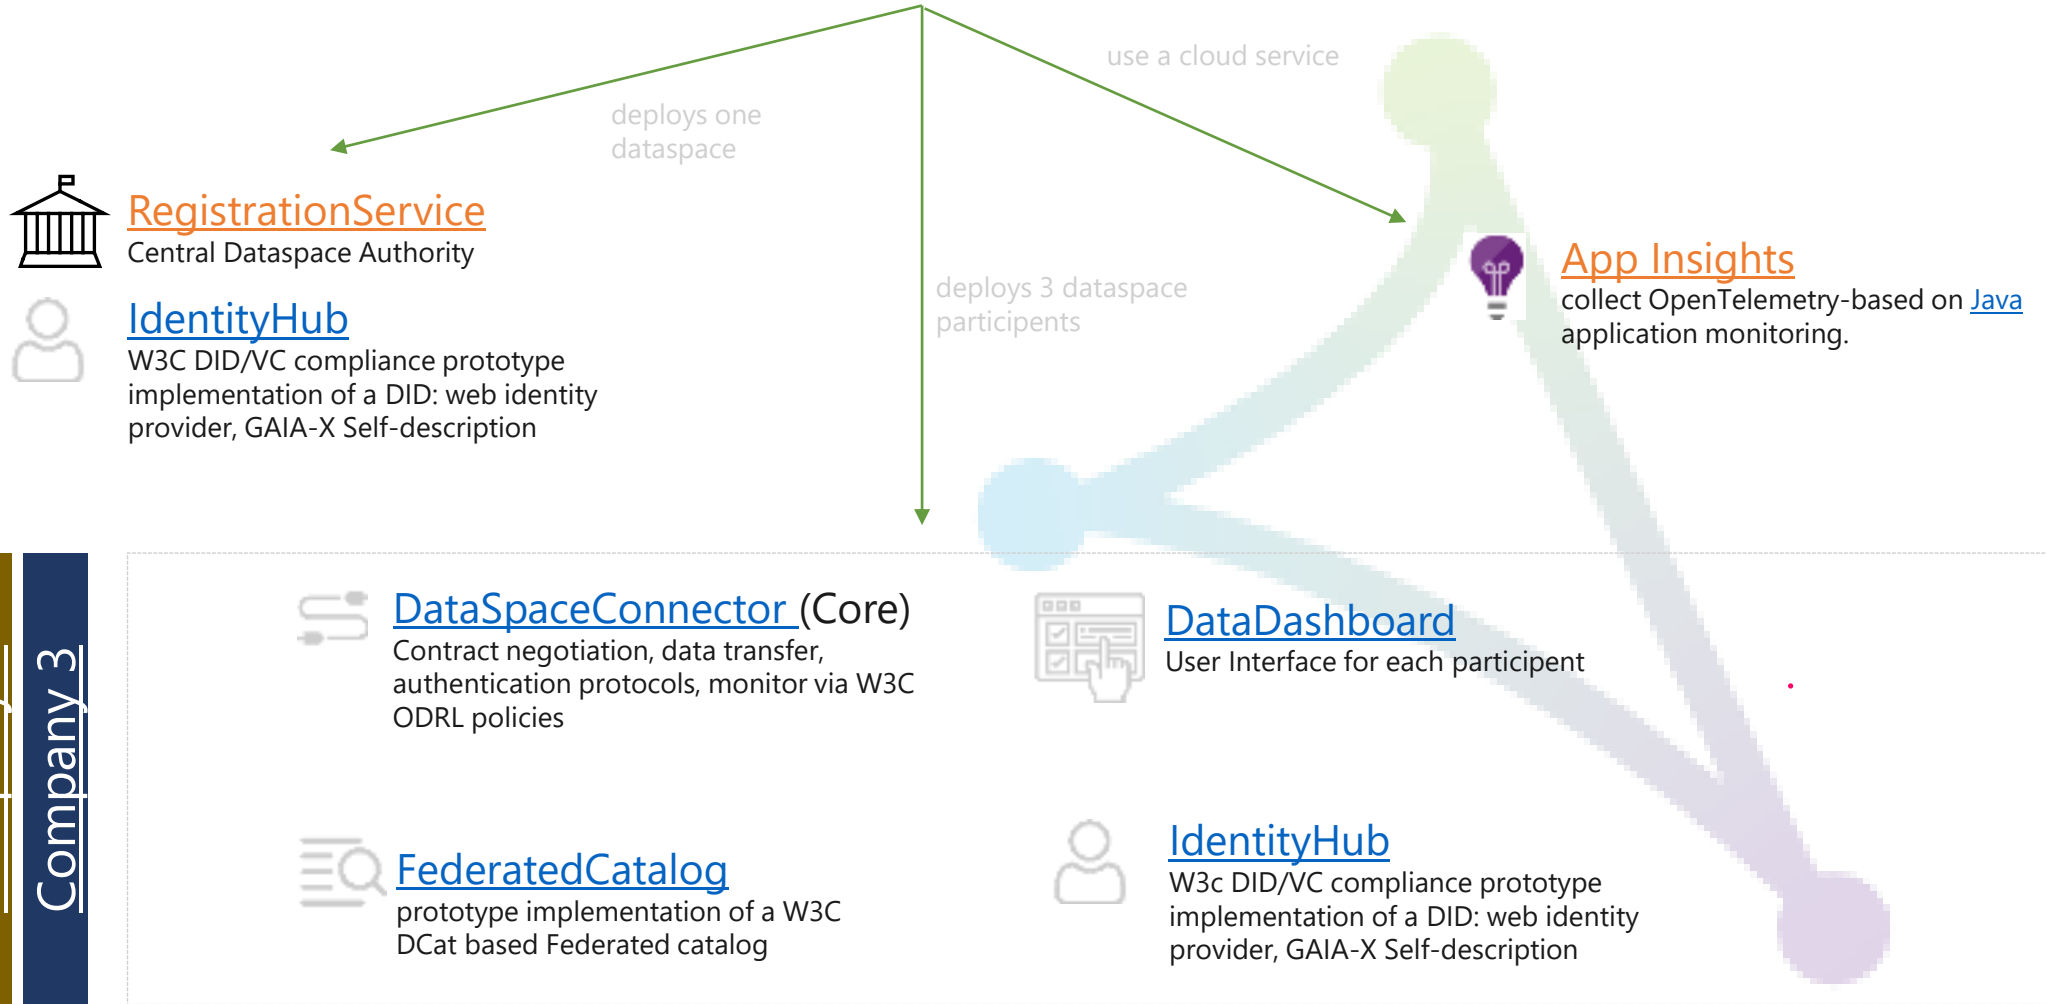 use a cloud service
deploys one
dataspace
RegistrationService
Central Dataspace Authority
IdentityHub
W3C DID/VC compliance prototype
implementation of a DID: web identity
provider, GAIA-X Self-description
deploys 3 dataspace
participents
App Insights
collect OpenTelemetry-based on Java
application monitoring.
Company 3
DataSpaceConnector (Core)
Contract negotiation, data transfer,
authentication protocols, monitor via W3C
ODRL policies
DataDashboard
User Interface for each participent
FederatedCatalog
prototype implementation of a W3C
DCat based Federated catalog
IdentityHub
W3c DID/VC compliance prototype
implementation of a DID: web identity
provider, GAIA-X Self-description